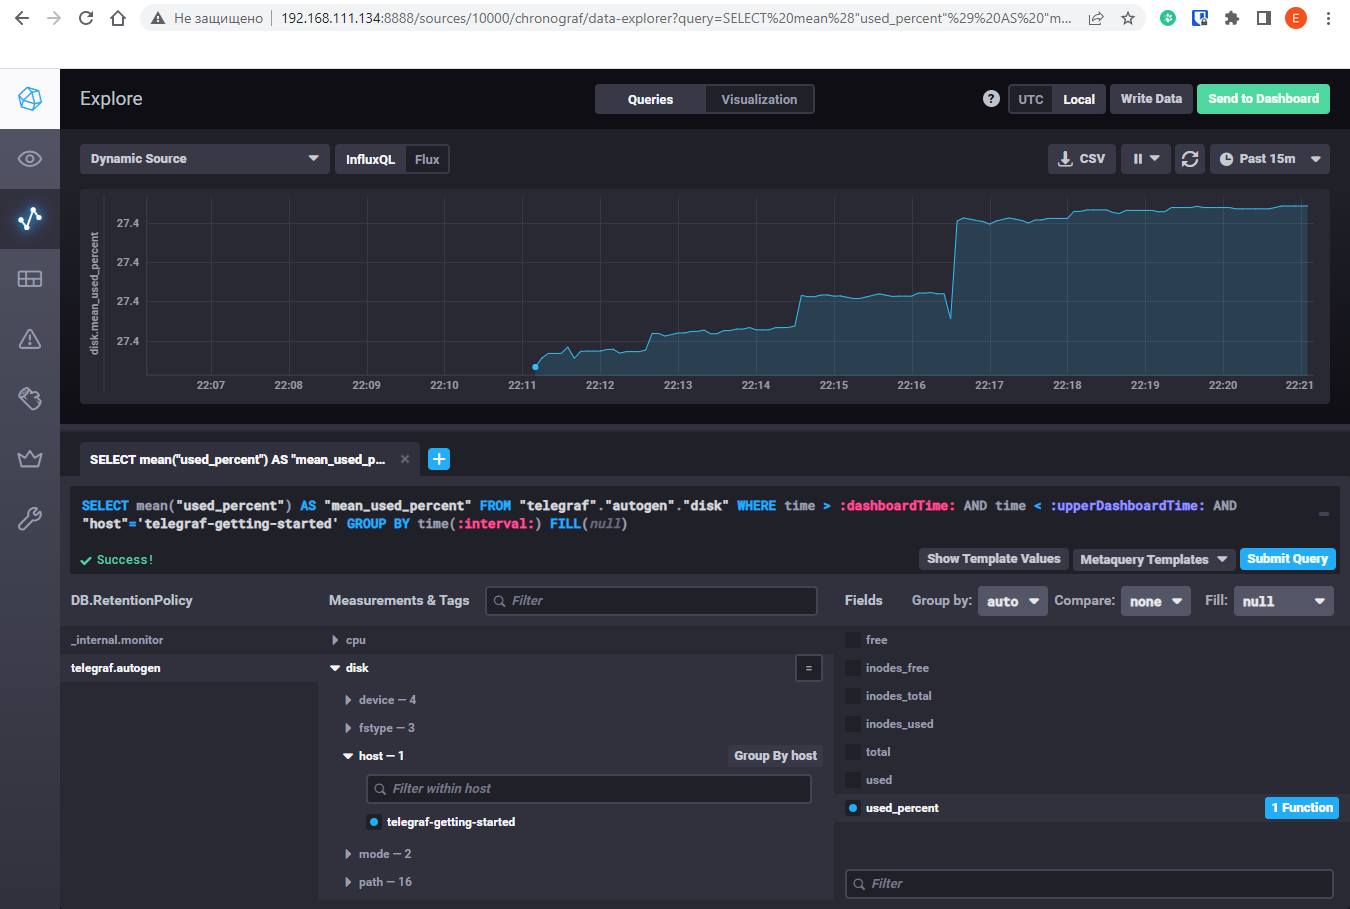 Не защищено
192.168.111.134:8888/sources/10000/chronograf/data-explorer?query=SELECT%20mean%28"used_percent"%29%20AS%20"m...
E
Explore
Queries
Visualization
?
UTC
Local
Write Data
Send to Dashboard
Dynamic Source
InfluxQL
Flux
CSV
Past 15m
disk.mean_used_percent
27.4
27.4
27.4
27.4
22:07 22:08 22:09 22:10 22:11 22:12 22:13 22:14 22:15 22:16 22:17 22:18 22:19 22:20 22:21
SELECT mean("used_percent") AS "mean_used_p...
SELECT mean("used_percent") AS "mean_used_percent" FROM "telegraf"."autogen"."disk" WHERE time > :dashboardTime: AND time < :upperDashboardTime: AND
"host"='telegraf-getting-started' GROUP BY time(:interval:) FILL(null)
Success!
Show Template Values
Metaquery Templates
Submit Query
DB.RetentionPolicy
Measurements & Tags
Filter
Fields
Group by:
auto
Compare:
none
Fill:
null
_internal.monitor
telegraf.autogen
cpu
disk
=
device — 4
fstype — 3
host — 1
Group By host
Filter within host
telegraf-getting-started
mode — 2
path — 16
free
inodes_free
inodes_total
inodes_used
total
used
used_percent
1 Function
Filter